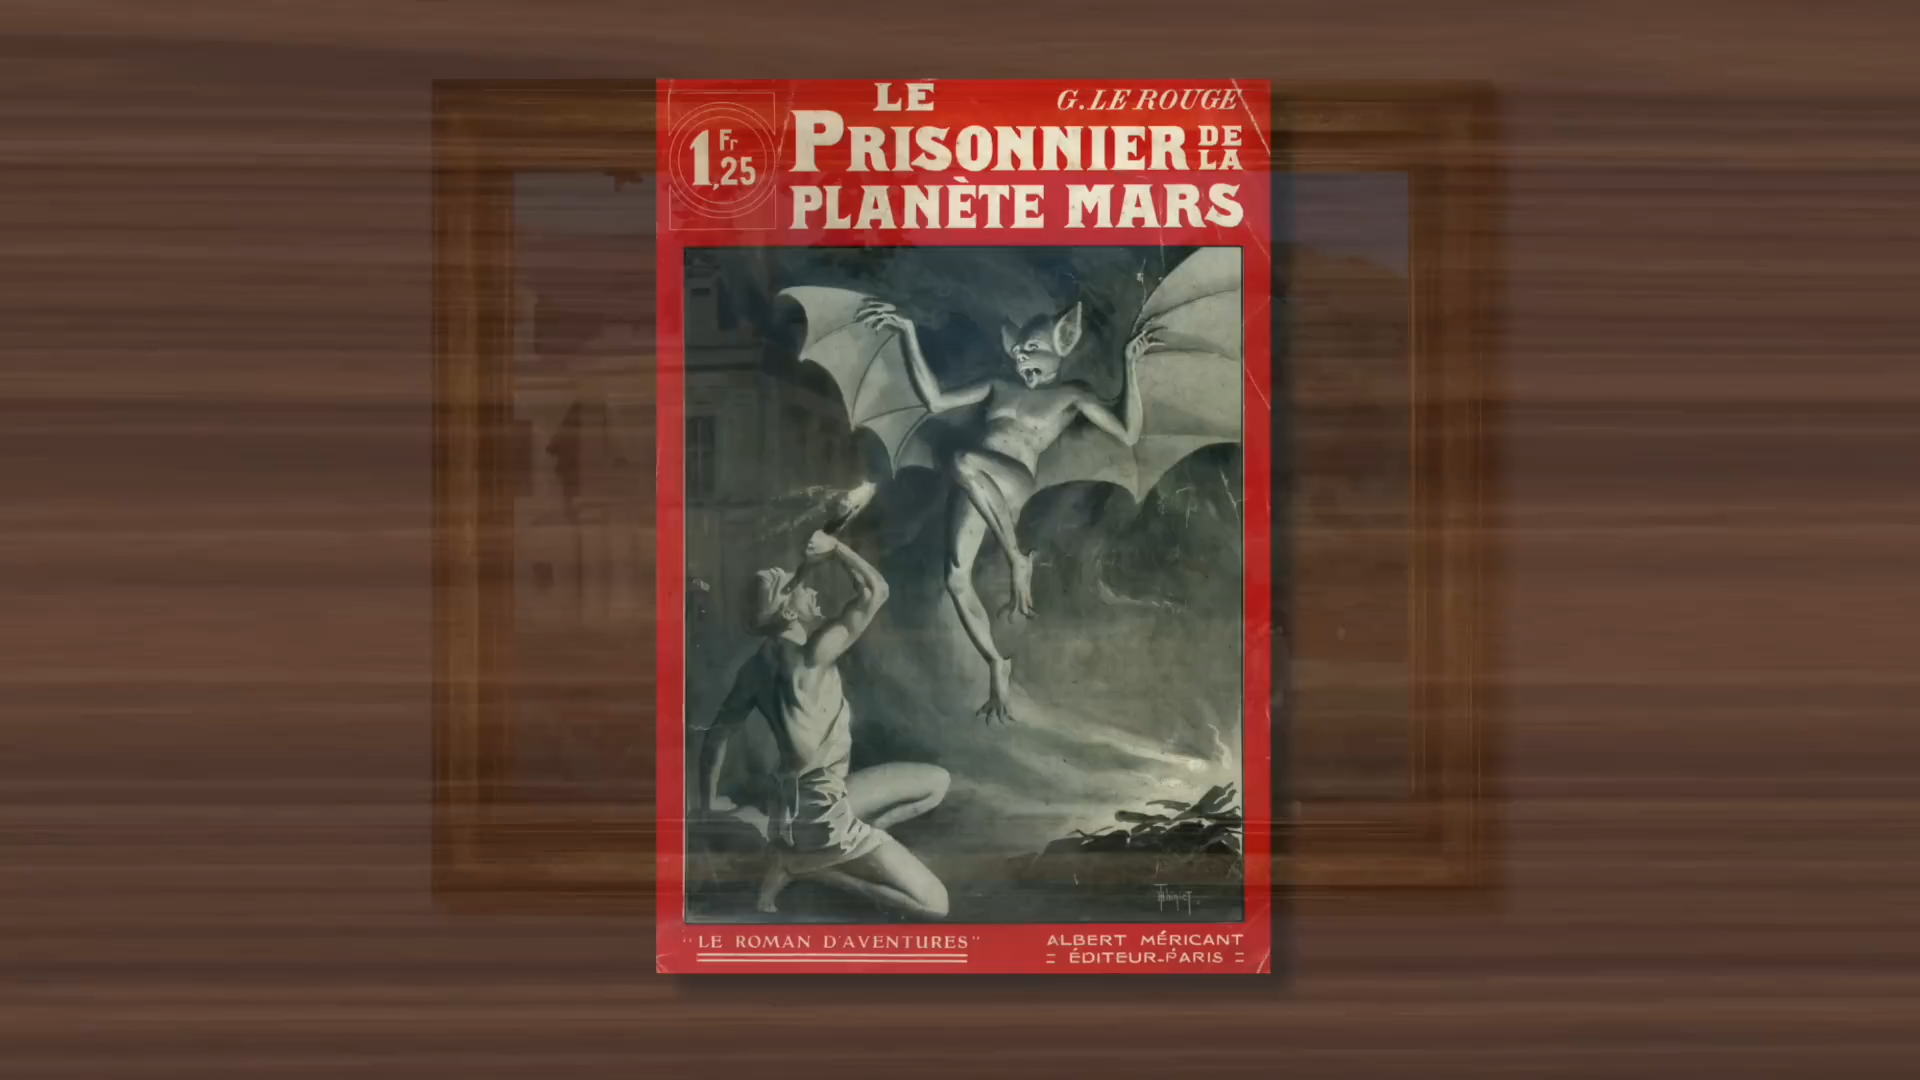 LE
G. LE ROUGE
1 Fr ,25
PRISONNIER DE LA
PLANÈTE MARS
"LE ROMAN D'AVENTURES"
ALBERT MÉRICANT
ÉDITEUR-PARIS